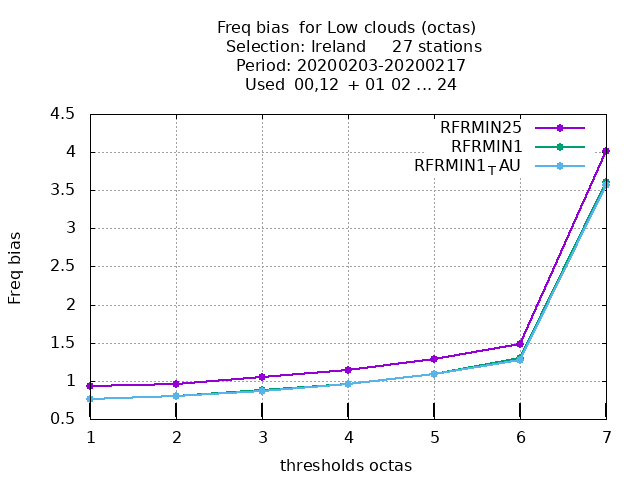 Freq bias for Low clouds (octas)
Selection: Ireland 27 stations
Period: 20200203-20200217
Used 00,12 + 01 02 ... 24
RFRMIN25
RFRMIN1
RFRMIN1TAU
Freq bias
4.5
4
3.5
3
2.5
2
1.5
1
0.5
1 2 3 4 5 6 7
thresholds octas